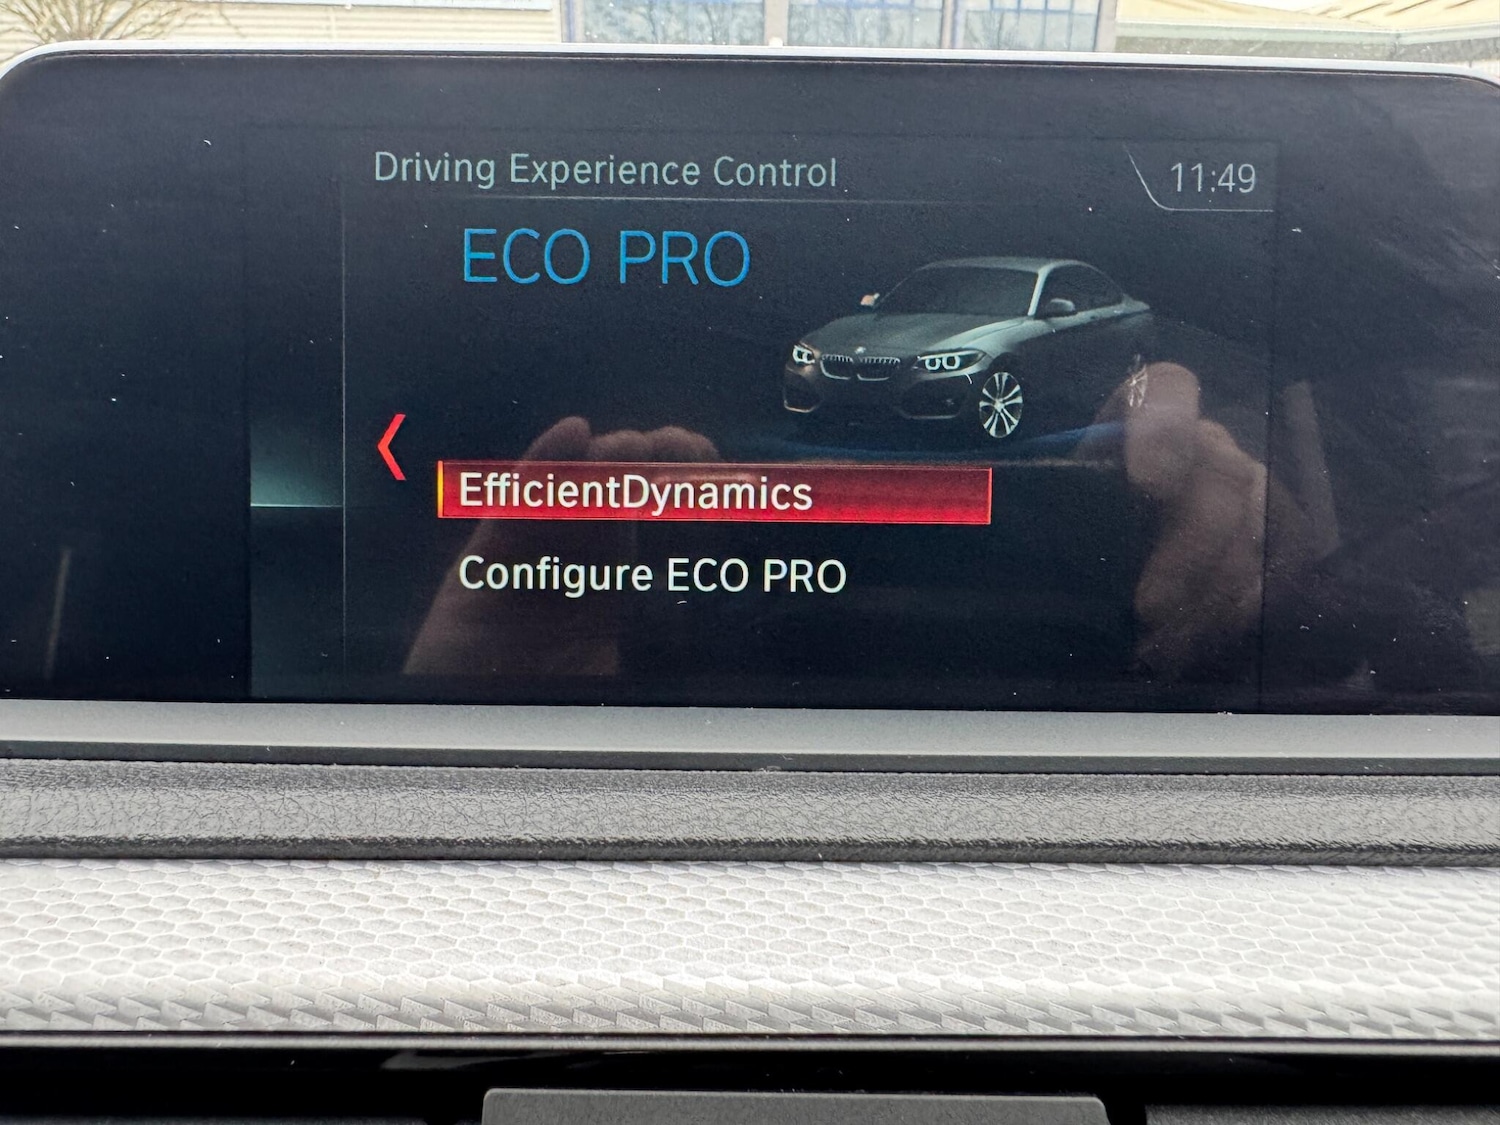 Driving Experience Control
11:49
ECO PRO
EfficientDynamics
Configure ECO PRO